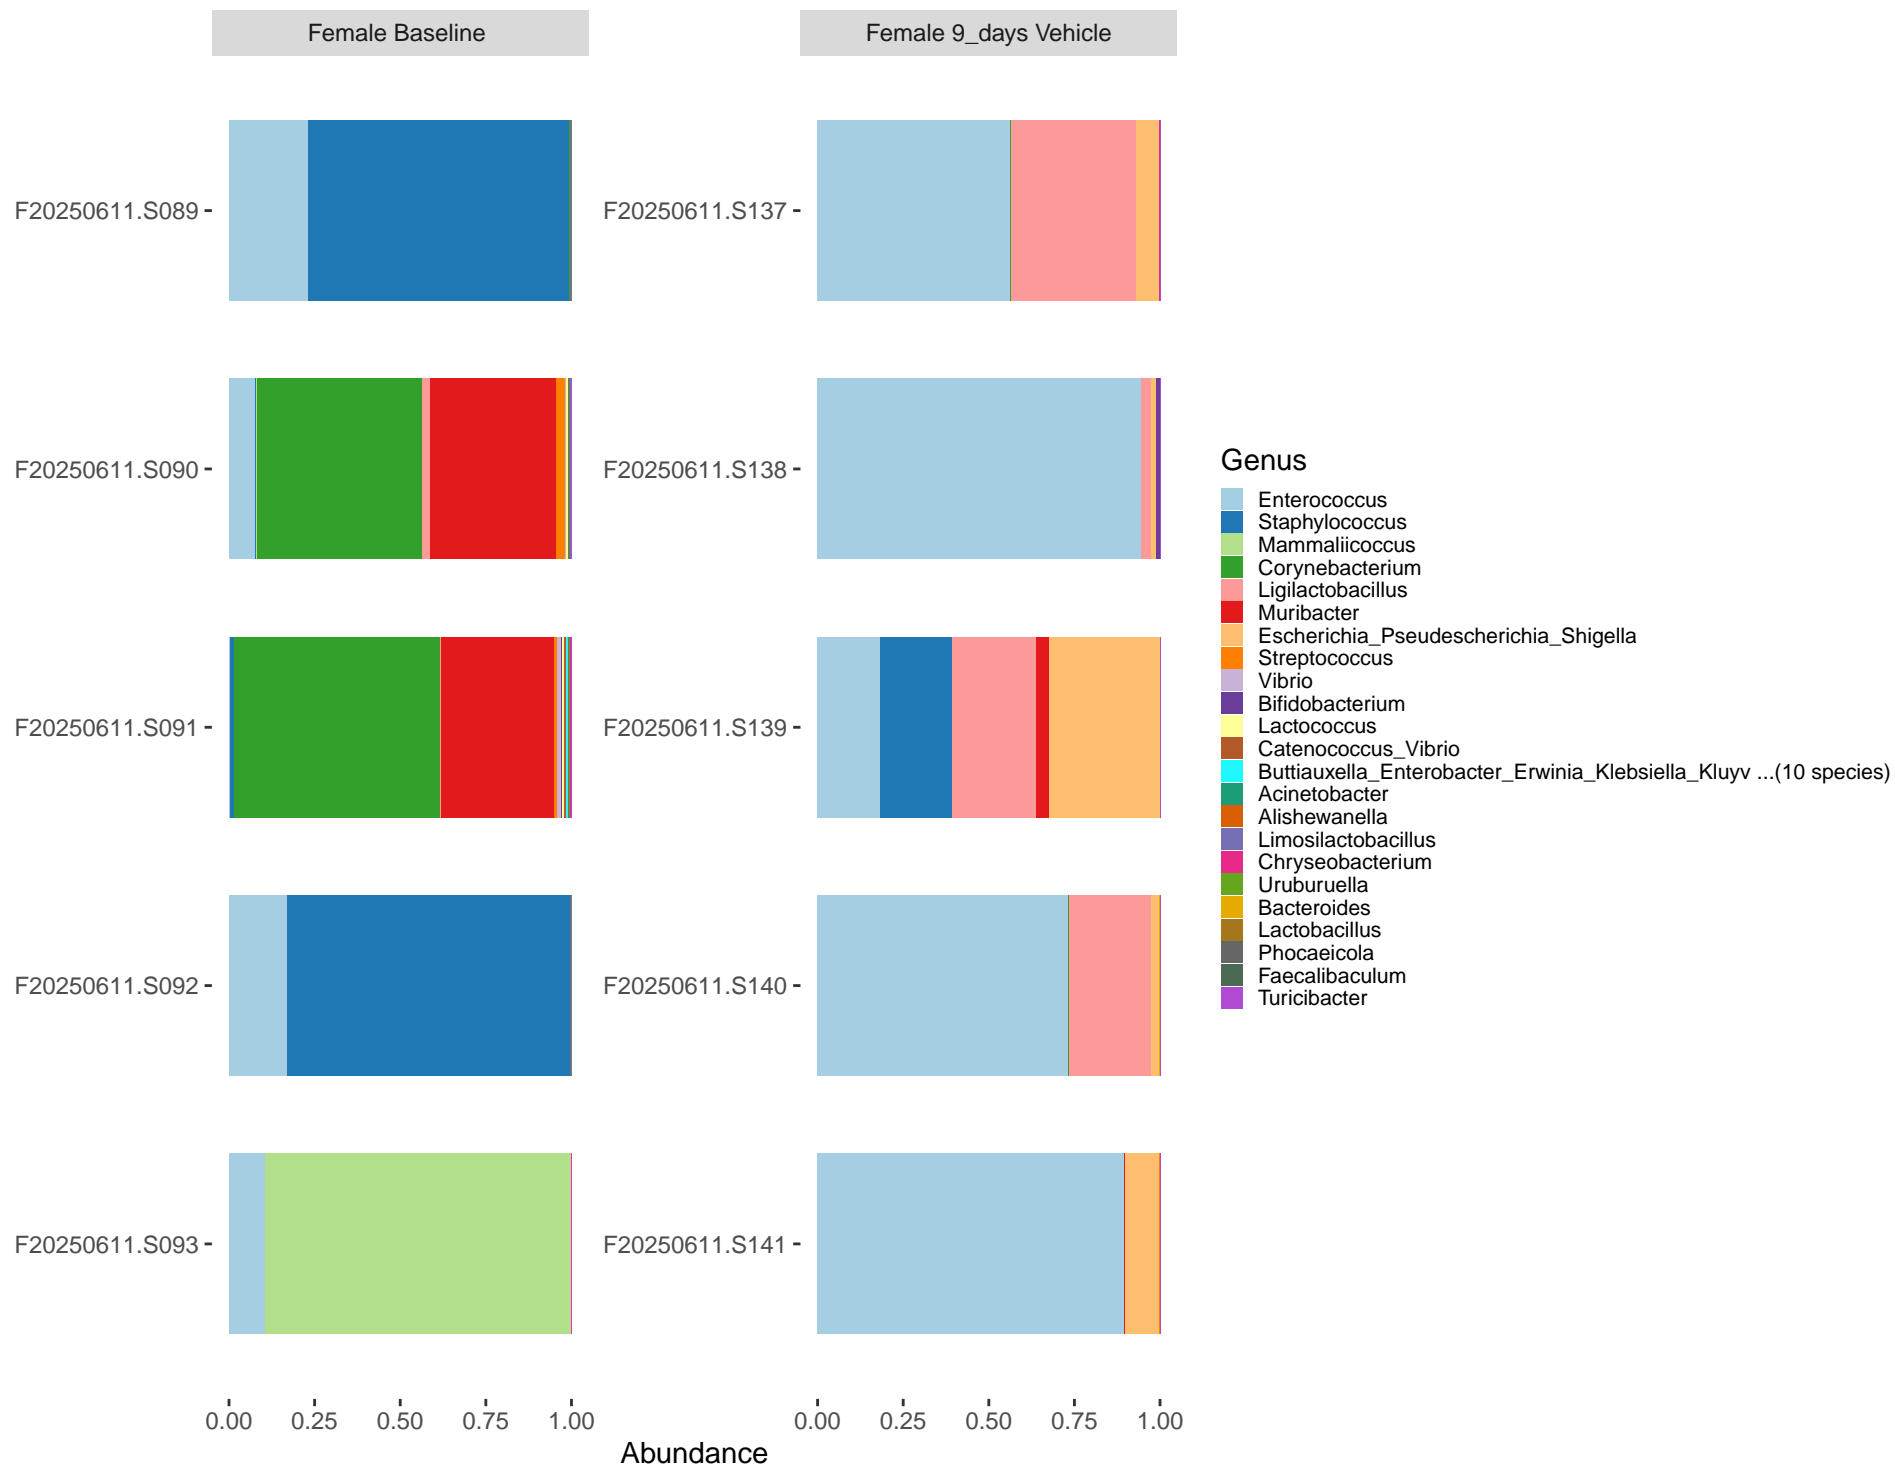 Female Baseline
Female 9_days Vehicle
F20250611.S089
F20250611.S137
F20250611.S090
F20250611.S138
F20250611.S091
F20250611.S139
F20250611.S092
F20250611.S140
F20250611.S093
F20250611.S141
0.00 0.25 0.50 0.75 1.00
0.00 0.25 0.50 0.75 1.00
Abundance
Genus
Enterococcus
Staphylococcus
Mammaliicoccus
Corynebacterium
Ligilactobacillus
Muribacter
Escherichia_Pseudescherichia_Shigella
Streptococcus
Vibrio
Bifidobacterium
Lactococcus
Catenococcus_Vibrio
Buttiauxella_Enterobacter_Erwinia_Klebsiella_Kluyv ...(10 species)
Acinetobacter
Alishewanella
Limosilactobacillus
Chryseobacterium
Uruburuella
Bacteroides
Lactobacillus
Phocaeicola
Faecalibaculum
Turicibacter